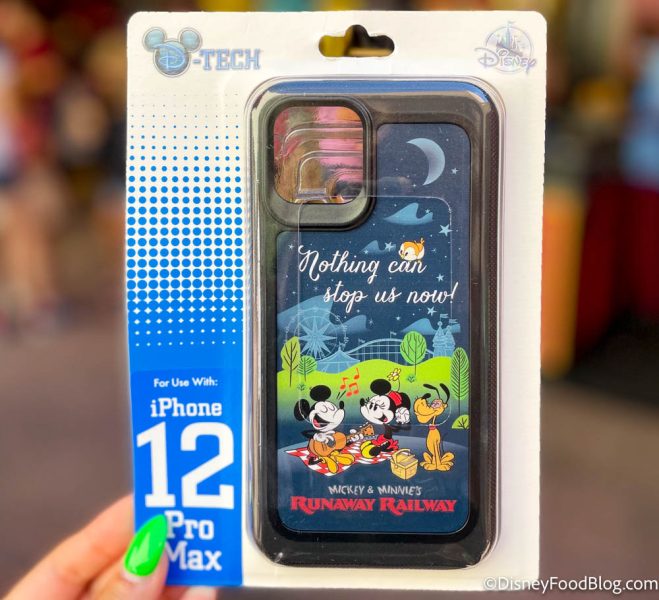 D-TECH
Disney
Nothing can
stop us now!
For Use With:
iPhone
12
Pro
Max
MICKEY & MINNIE'S
RUNAWAY RAILWAY
©DisneyFoodBlog.com